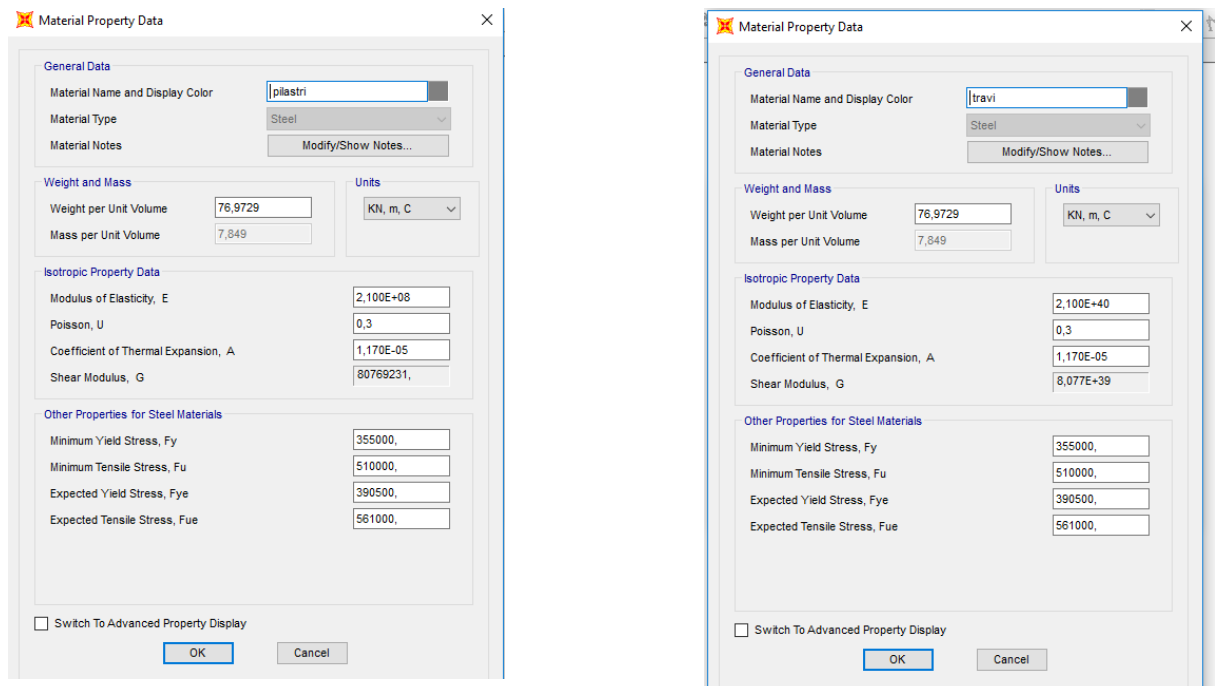 Material Property Data
General Data
Material Name and Display Color pilastri
Material Type Steel
Material Notes Modify/Show Notes...
Weight and Mass
Weight per Unit Volume 76,9729
Mass per Unit Volume 7,849
Units
KN, m, C
Isotropic Property Data
Modulus of Elasticity, E 2,100E+08
Poisson, U 0,3
Coefficient of Thermal Expansion, A 1,170E-05
Shear Modulus, G 80769231,
Other Properties for Steel Materials
Minimum Yield Stress, Fy 355000,
Minimum Tensile Stress, Fu 510000,
Expected Yield Stress, Fye 390500,
Expected Tensile Stress, Fue 561000,
Switch To Advanced Property Display
OK Cancel
Material Property Data
General Data
Material Name and Display Color travi
Material Type Steel
Material Notes Modify/Show Notes...
Weight and Mass
Weight per Unit Volume 76,9729
Mass per Unit Volume 7,849
Units
KN, m, C
Isotropic Property Data
Modulus of Elasticity, E 2,100E+40
Poisson, U 0,3
Coefficient of Thermal Expansion, A 1,170E-05
Shear Modulus, G 8,077E+39
Other Properties for Steel Materials
Minimum Yield Stress, Fy 355000,
Minimum Tensile Stress, Fu 510000,
Expected Yield Stress, Fye 390500,
Expected Tensile Stress, Fue 561000,
Switch To Advanced Property Display
OK Cancel